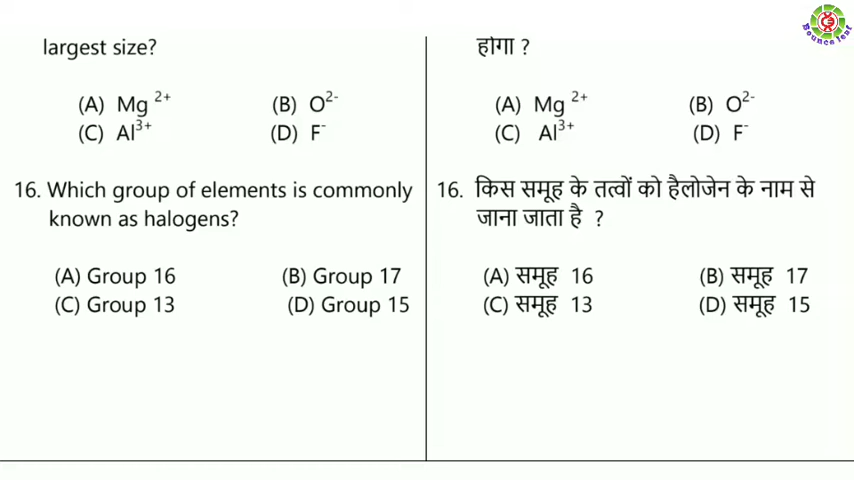 largest size?
(A) Mg ²⁺ (B) O²⁻
(C) Al³⁺ (D) F⁻
16. Which group of elements is commonly
known as halogens?
(A) Group 16 (B) Group 17
(C) Group 13 (D) Group 15
होगा ?
(A) Mg ²⁺ (B) O²⁻
(C) Al³⁺ (D) F⁻
16. किस समूह के तत्वों को हैलोजेन के नाम से
जाना जाता है ?
(A) समूह 16 (B) समूह 17
(C) समूह 13 (D) समूह 15
Bounce leaf